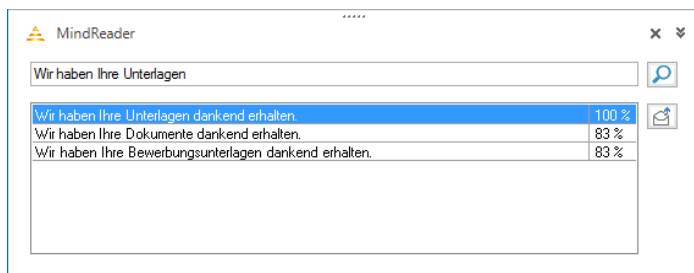 MindReader
Wir haben Ihre Unterlagen
Wir haben Ihre Unterlagen dankend erhalten. 100 %
Wir haben Ihre Dokumente dankend erhalten. 83 %
Wir haben Ihre Bewerbungsunterlagen dankend erhalten. 83 %